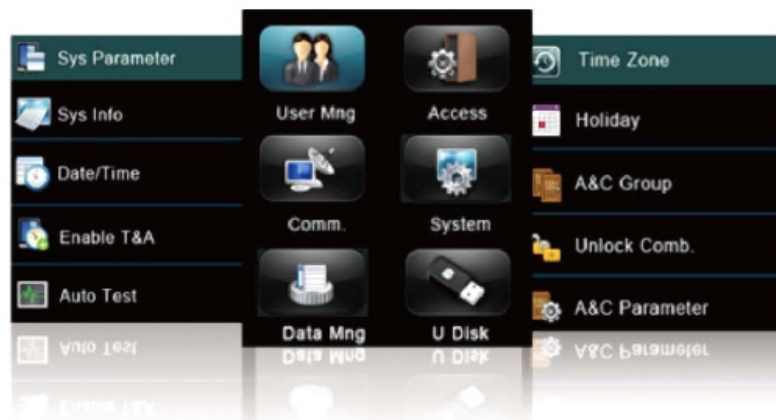 Sys Parameter
Sys Info
Date/Time
Enable T&A
Auto Test
User Mng
Access
Comm.
System
Data Mng
U Disk
Time Zone
Holiday
A&C Group
Unlock Comb.
A&C Parameter